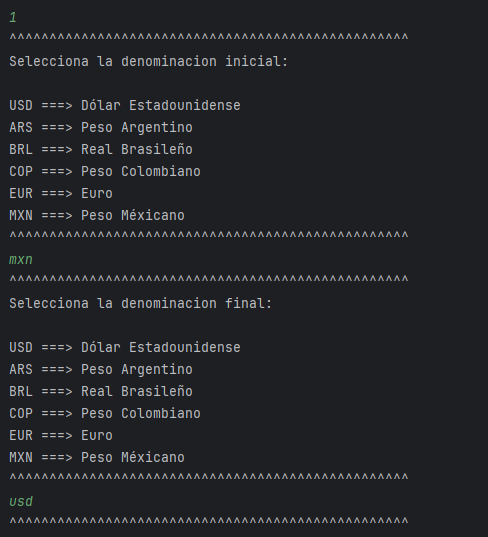 1
^^^^^^^^^^^^^^^^^^^^^^^^^^^^^^^^^^^^^^^^^^^^^^^^^^
Selecciona la denominacion inicial:
USD ===> Dólar Estadounidense
ARS ===> Peso Argentino
BRL ===> Real Brasileño
COP ===> Peso Colombiano
EUR ===> Euro
MXN ===> Peso Méxicano
^^^^^^^^^^^^^^^^^^^^^^^^^^^^^^^^^^^^^^^^^^^^^^^^^^
mxn
^^^^^^^^^^^^^^^^^^^^^^^^^^^^^^^^^^^^^^^^^^^^^^^^^^
Selecciona la denominacion final:
USD ===> Dólar Estadounidense
ARS ===> Peso Argentino
BRL ===> Real Brasileño
COP ===> Peso Colombiano
EUR ===> Euro
MXN ===> Peso Méxicano
^^^^^^^^^^^^^^^^^^^^^^^^^^^^^^^^^^^^^^^^^^^^^^^^^^
usd
^^^^^^^^^^^^^^^^^^^^^^^^^^^^^^^^^^^^^^^^^^^^^^^^^^